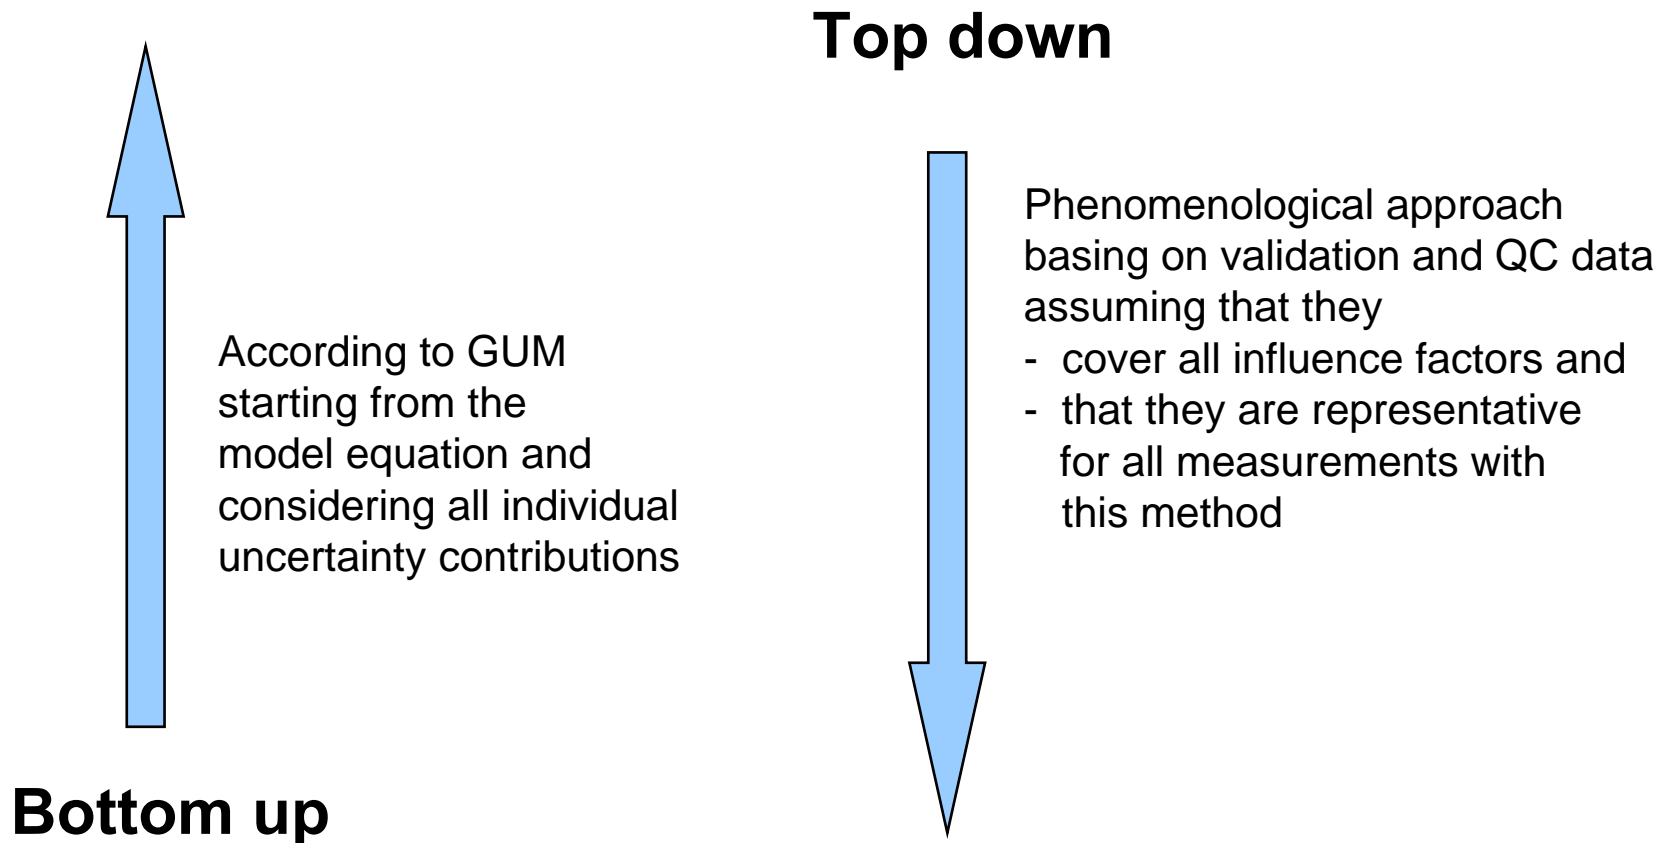 Top down
Phenomenological approach
basing on validation and QC data
assuming that they
- cover all influence factors and
- that they are representative
for all measurements with
this method
According to GUM
starting from the
model equation and
considering all individual
uncertainty contributions
Bottom up